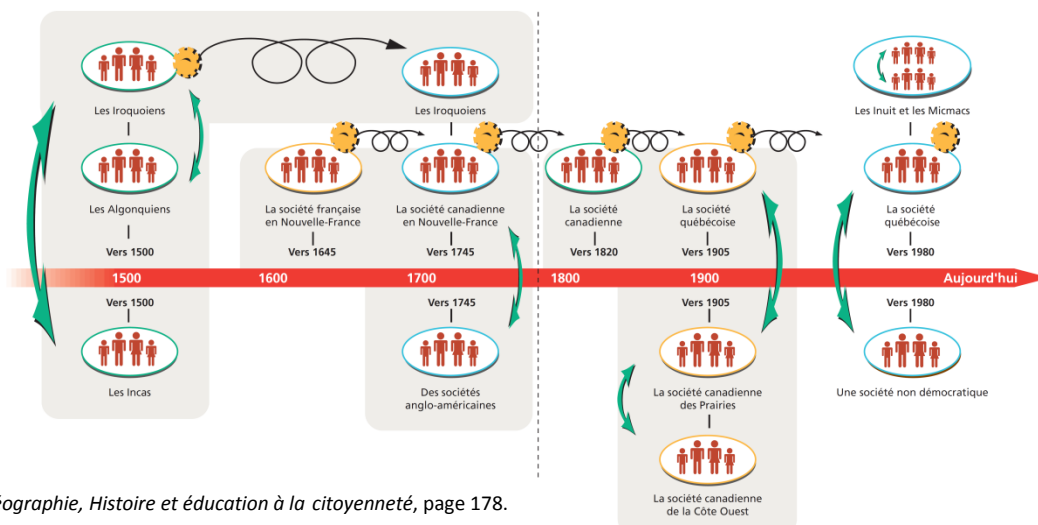 Les Iroquoiens
Les Iroquoiens
Les Inuit et les Micmacs
Les Algonquiens
La société française
en Nouvelle-France
La société canadienne
en Nouvelle-France
La société
canadienne
La société
québécoise
La société
québécoise
Vers 1500
Vers 1645
Vers 1745
Vers 1820
Vers 1905
Vers 1980
1500
1600
1700
1800
1900
Aujourd'hui
Vers 1500
Vers 1745
Vers 1905
Vers 1980
Les Incas
Des sociétés
anglo-américaines
La société canadienne
des Prairies
Une société non démocratique
La société canadienne
de la Côte Ouest
éographie, Histoire et éducation à la citoyenneté, page 178.